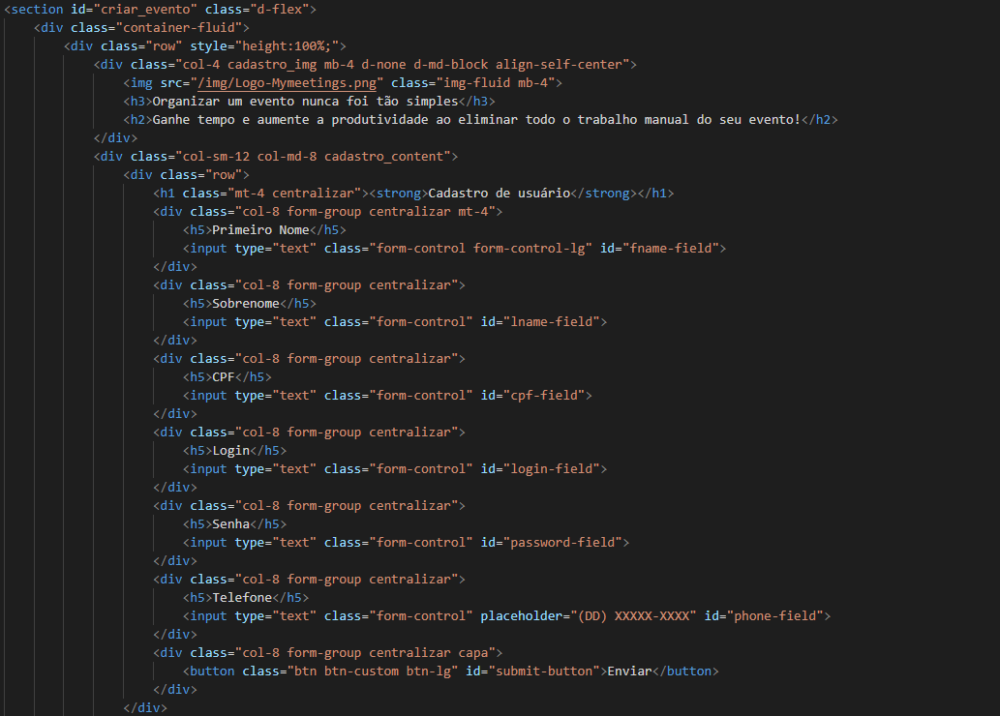 <section id="criar_evento" class="d-flex">
<div class="container-fluid">
<div class="row" style="height:100%;">
<div class="col-4 cadastro_img mb-4 d-none d-md-block align-self-center">
<img src="/img/Logo-Mymeetings.png" class="img-fluid mb-4">
<h3>Organizar um evento nunca foi tão simples</h3>
<h2>Ganhe tempo e aumente a produtividade ao eliminar todo o trabalho manual do seu evento!</h2>
</div>
<div class="col-sm-12 col-md-8 cadastro_content">
<div class="row">
<h1 class="mt-4 centralizar"><strong>Cadastro de usuário</strong></h1>
<div class="col-8 form-group centralizar mt-4">
<h5>Primeiro Nome</h5>
<input type="text" class="form-control form-control-lg" id="fname-field">
</div>
<div class="col-8 form-group centralizar">
<h5>Sobrenome</h5>
<input type="text" class="form-control" id="lname-field">
</div>
<div class="col-8 form-group centralizar">
<h5>CPF</h5>
<input type="text" class="form-control" id="cpf-field">
</div>
<div class="col-8 form-group centralizar">
<h5>Login</h5>
<input type="text" class="form-control" id="login-field">
</div>
<div class="col-8 form-group centralizar">
<h5>Senha</h5>
<input type="text" class="form-control" id="password-field">
</div>
<div class="col-8 form-group centralizar">
<h5>Telefone</h5>
<input type="text" class="form-control" placeholder="(DD) XXXXX-XXXX" id="phone-field">
</div>
<div class="col-8 form-group centralizar capa">
<button class="btn btn-custom btn-lg" id="submit-button">Enviar</button>
</div>
</div>